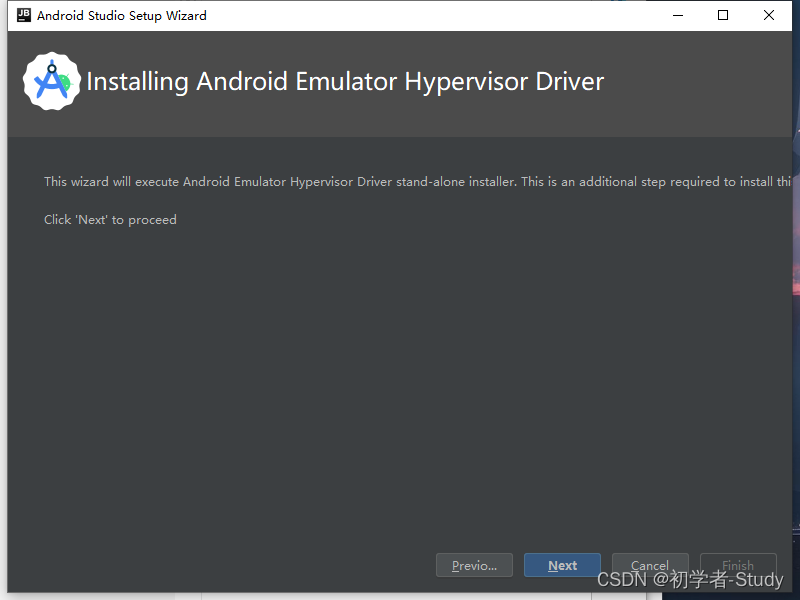 JB
Android Studio Setup Wizard
Installing Android Emulator Hypervisor Driver
This wizard will execute Android Emulator Hypervisor Driver stand-alone installer. This is an additional step required to install thi
Click 'Next' to proceed
Previo... Next Cancel Finish
CSDN @初学者-Study